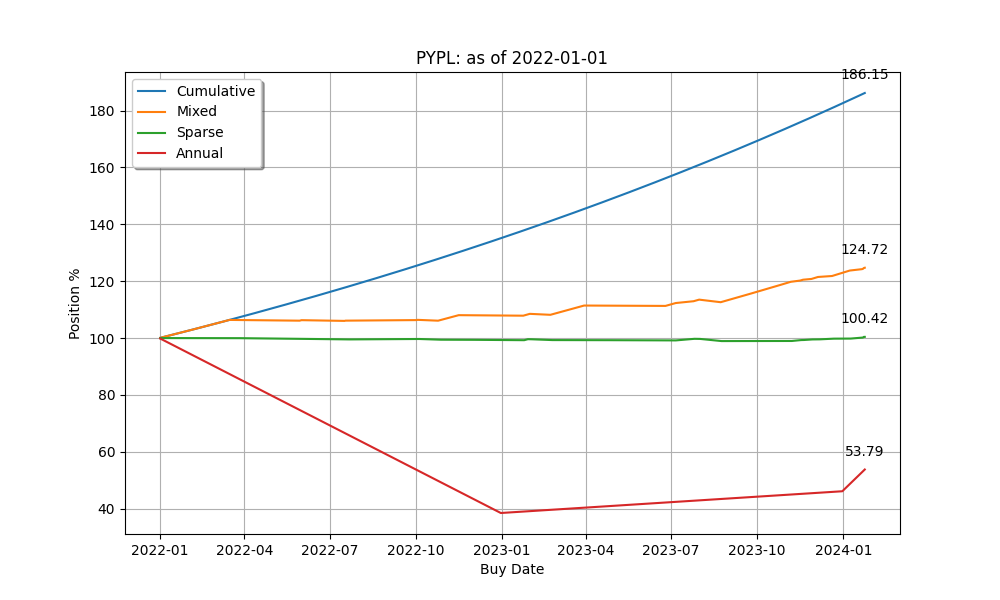 PYPL: as of 2022-01-01
Cumulative
Mixed
Sparse
Annual
186.15
124.72
100.42
53.79
Position %
180
160
140
120
100
80
60
40
2022-01 2022-04 2022-07 2022-10 2023-01 2023-04 2023-07 2023-10 2024-01
Buy Date